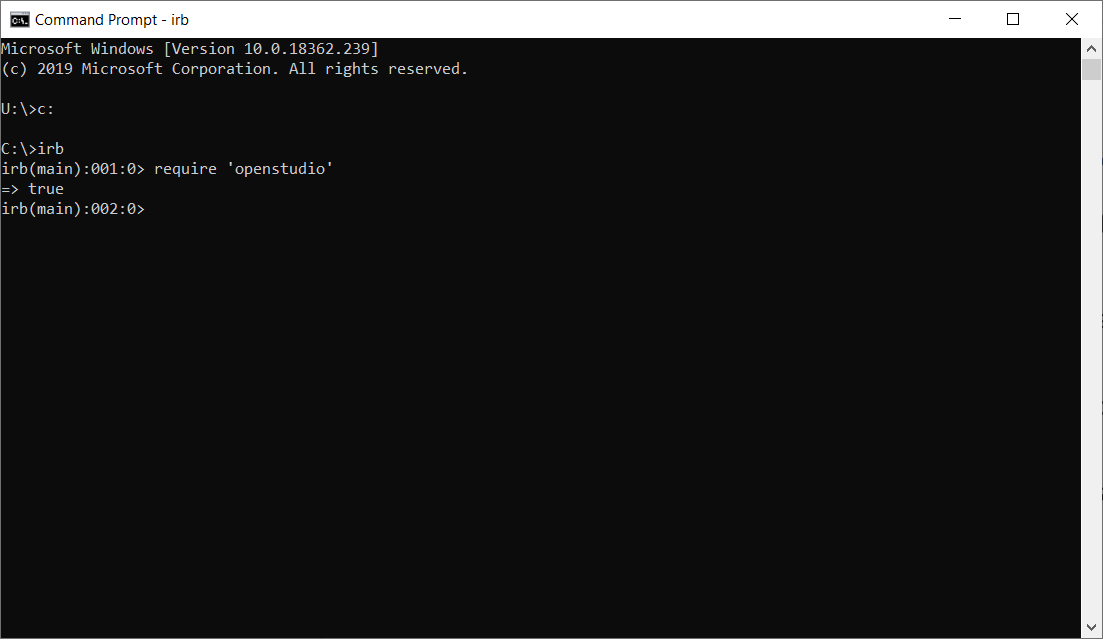 Command Prompt - irb
Microsoft Windows [Version 10.0.18362.239]
(c) 2019 Microsoft Corporation. All rights reserved.
U:\>c:
C:\>irb
irb(main):001:0> require 'openstudio'
=> true
irb(main):002:0>